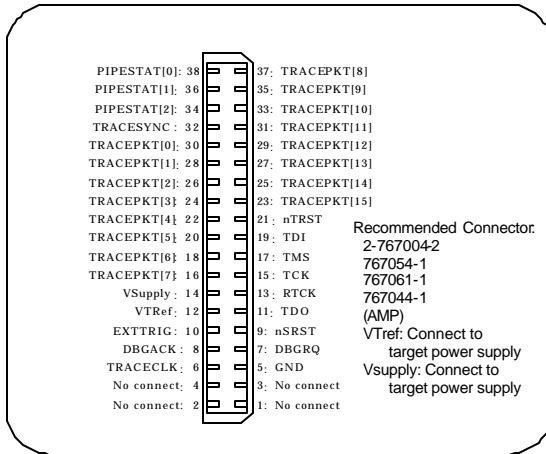 PIPESTAT[0]: 38 37: TRACEPKT[8]
PIPESTAT[1]: 36 35: TRACEPKT[9]
PIPESTAT[2]: 34 33: TRACEPKT[10]
TRACESYNC: 32 31: TRACEPKT[11]
TRACEPKT[0]: 30 29: TRACEPKT[12]
TRACEPKT[1]: 28 27: TRACEPKT[13]
TRACEPKT[2]: 26 25: TRACEPKT[14]
TRACEPKT[3]: 24 23: TRACEPKT[15]
TRACEPKT[4]: 22 21: nTRST
TRACEPKT[5]: 20 19: TDI
TRACEPKT[6]: 18 17: TMS
TRACEPKT[7]: 16 15: TCK
VSupply: 14 13: RTCK
VTRef: 12 11: TDO
EXTTRIG: 10 9: nSRST
DBGACK: 8 7: DBGRQ
TRACECLK: 6 5: GND
No connect: 4 3: No connect
No connect: 2 1: No connect
Recommended Connector:
2-767004-2
767054-1
767061-1
767044-1
(AMP)
VTref: Connect to
target power supply
Vsupply: Connect to
target power supply